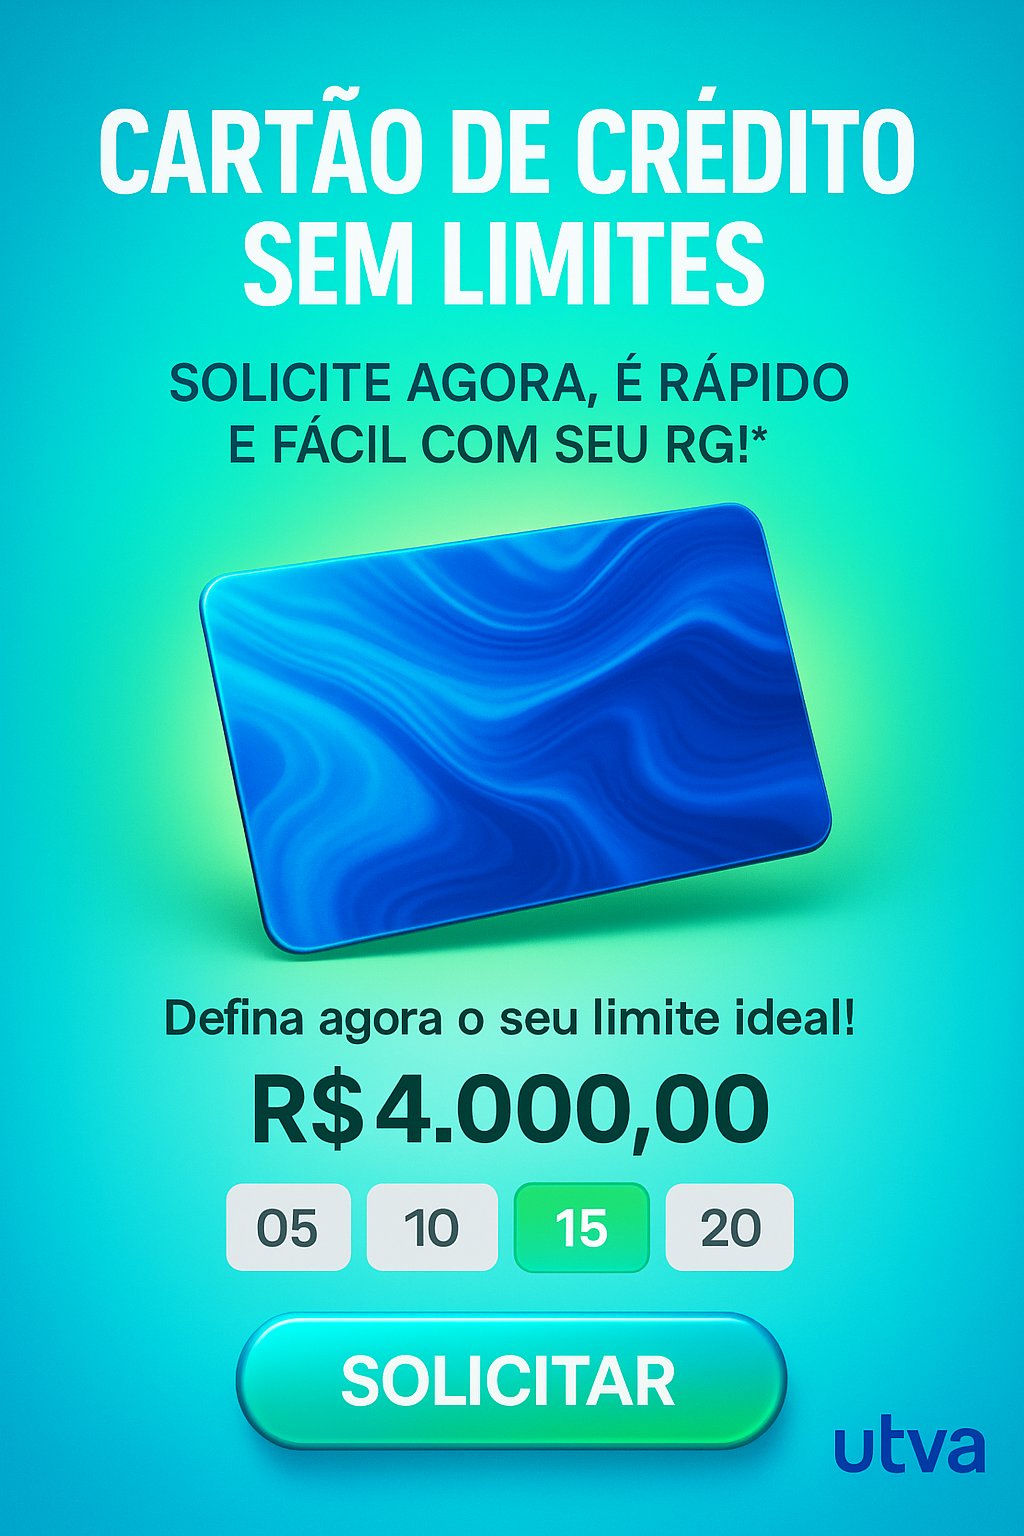 CARTÃO DE CRÉDITO
SEM LIMITES
SOLICITE AGORA, É RÁPIDO
E FÁCIL COM SEU RG!*
Defina agora o seu limite ideal!
R$4.000,00
05 10 15 20
SOLICITAR
utva